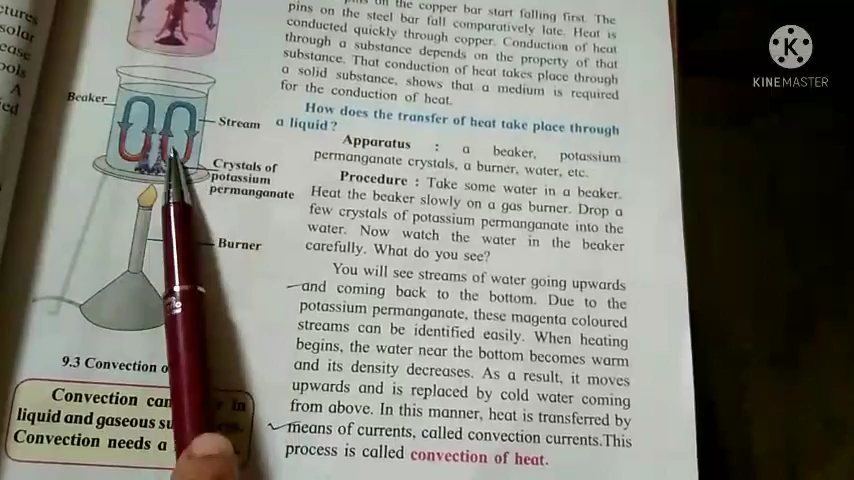 ctures
solar
ease
ools
A
ied
on the copper bar start falling first. The
pins on the steel bar fall comparatively late. Heat is
conducted quickly through copper. Conduction of heat
through a substance depends on the property of that
substance. That conduction of heat takes place through
a solid substance, shows that a medium is required
for the conduction of heat.
How does the transfer of heat take place through
a liquid?
Apparatus : a beaker, potassium
permanganate crystals, a burner, water, etc.
Procedure : Take some water in a beaker.
Heat the beaker slowly on a gas burner. Drop a
few crystals of potassium permanganate into the
water. Now watch the water in the beaker
carefully. What do you see?
You will see streams of water going upwards
and coming back to the bottom. Due to the
potassium permanganate, these magenta coloured
streams can be identified easily. When heating
begins, the water near the bottom becomes warm
and its density decreases. As a result, it moves
upwards and is replaced by cold water coming
from above. In this manner, heat is transferred by
means of currents, called convection currents.This
process is called convection of heat.
Beaker
Stream
Crystals of
potassium
permanganate
Burner
9.3 Convection o
Convection can in
liquid and gaseous su
Convection needs a
K
KINEMASTER